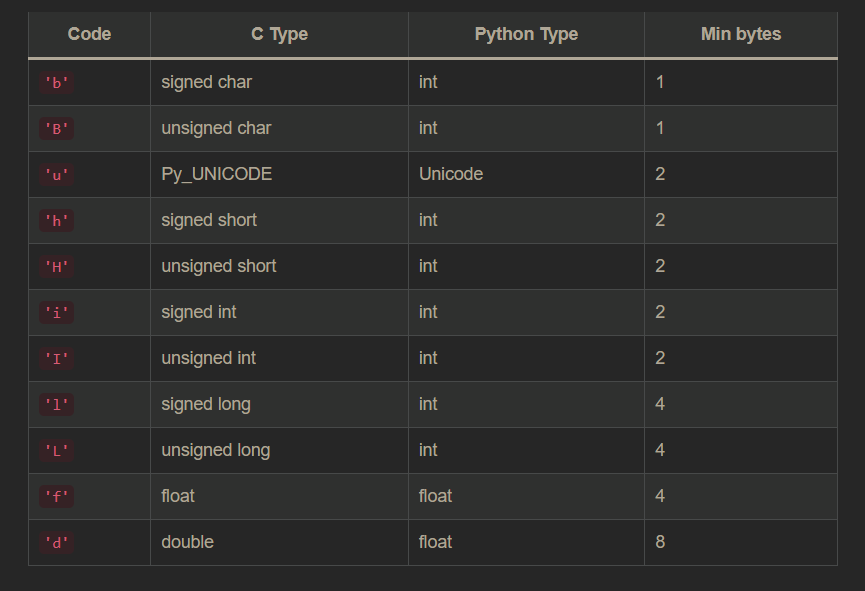 Code C Type Python Type Min bytes
'b' signed char int 1
'B' unsigned char int 1
'u' Py_UNICODE Unicode 2
'h' signed short int 2
'H' unsigned short int 2
'i' signed int int 2
'I' unsigned int int 2
'l' signed long int 4
'L' unsigned long int 4
'f' float float 4
'd' double float 8